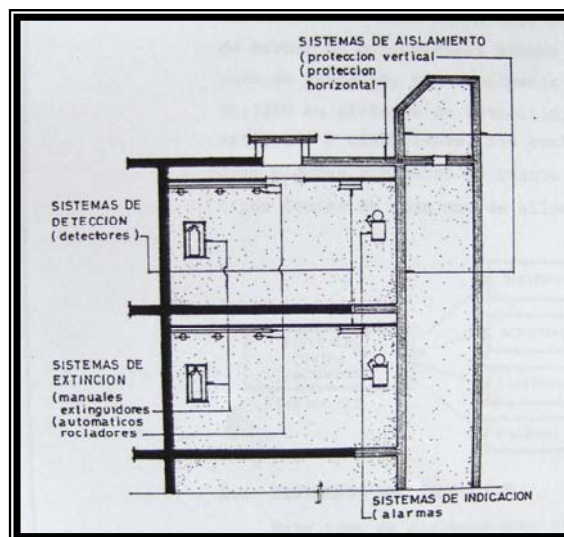 SISTEMAS DE AISLAMIENTO
(proteccion vertical)
(proteccion
horizontal)
SISTEMAS DE
DETECCION
(detectores)
SISTEMAS DE
EXTINCION
(manuales
extinguidores
(automaticos
rociadores
SISTEMAS DE INDICACION
(alarmas